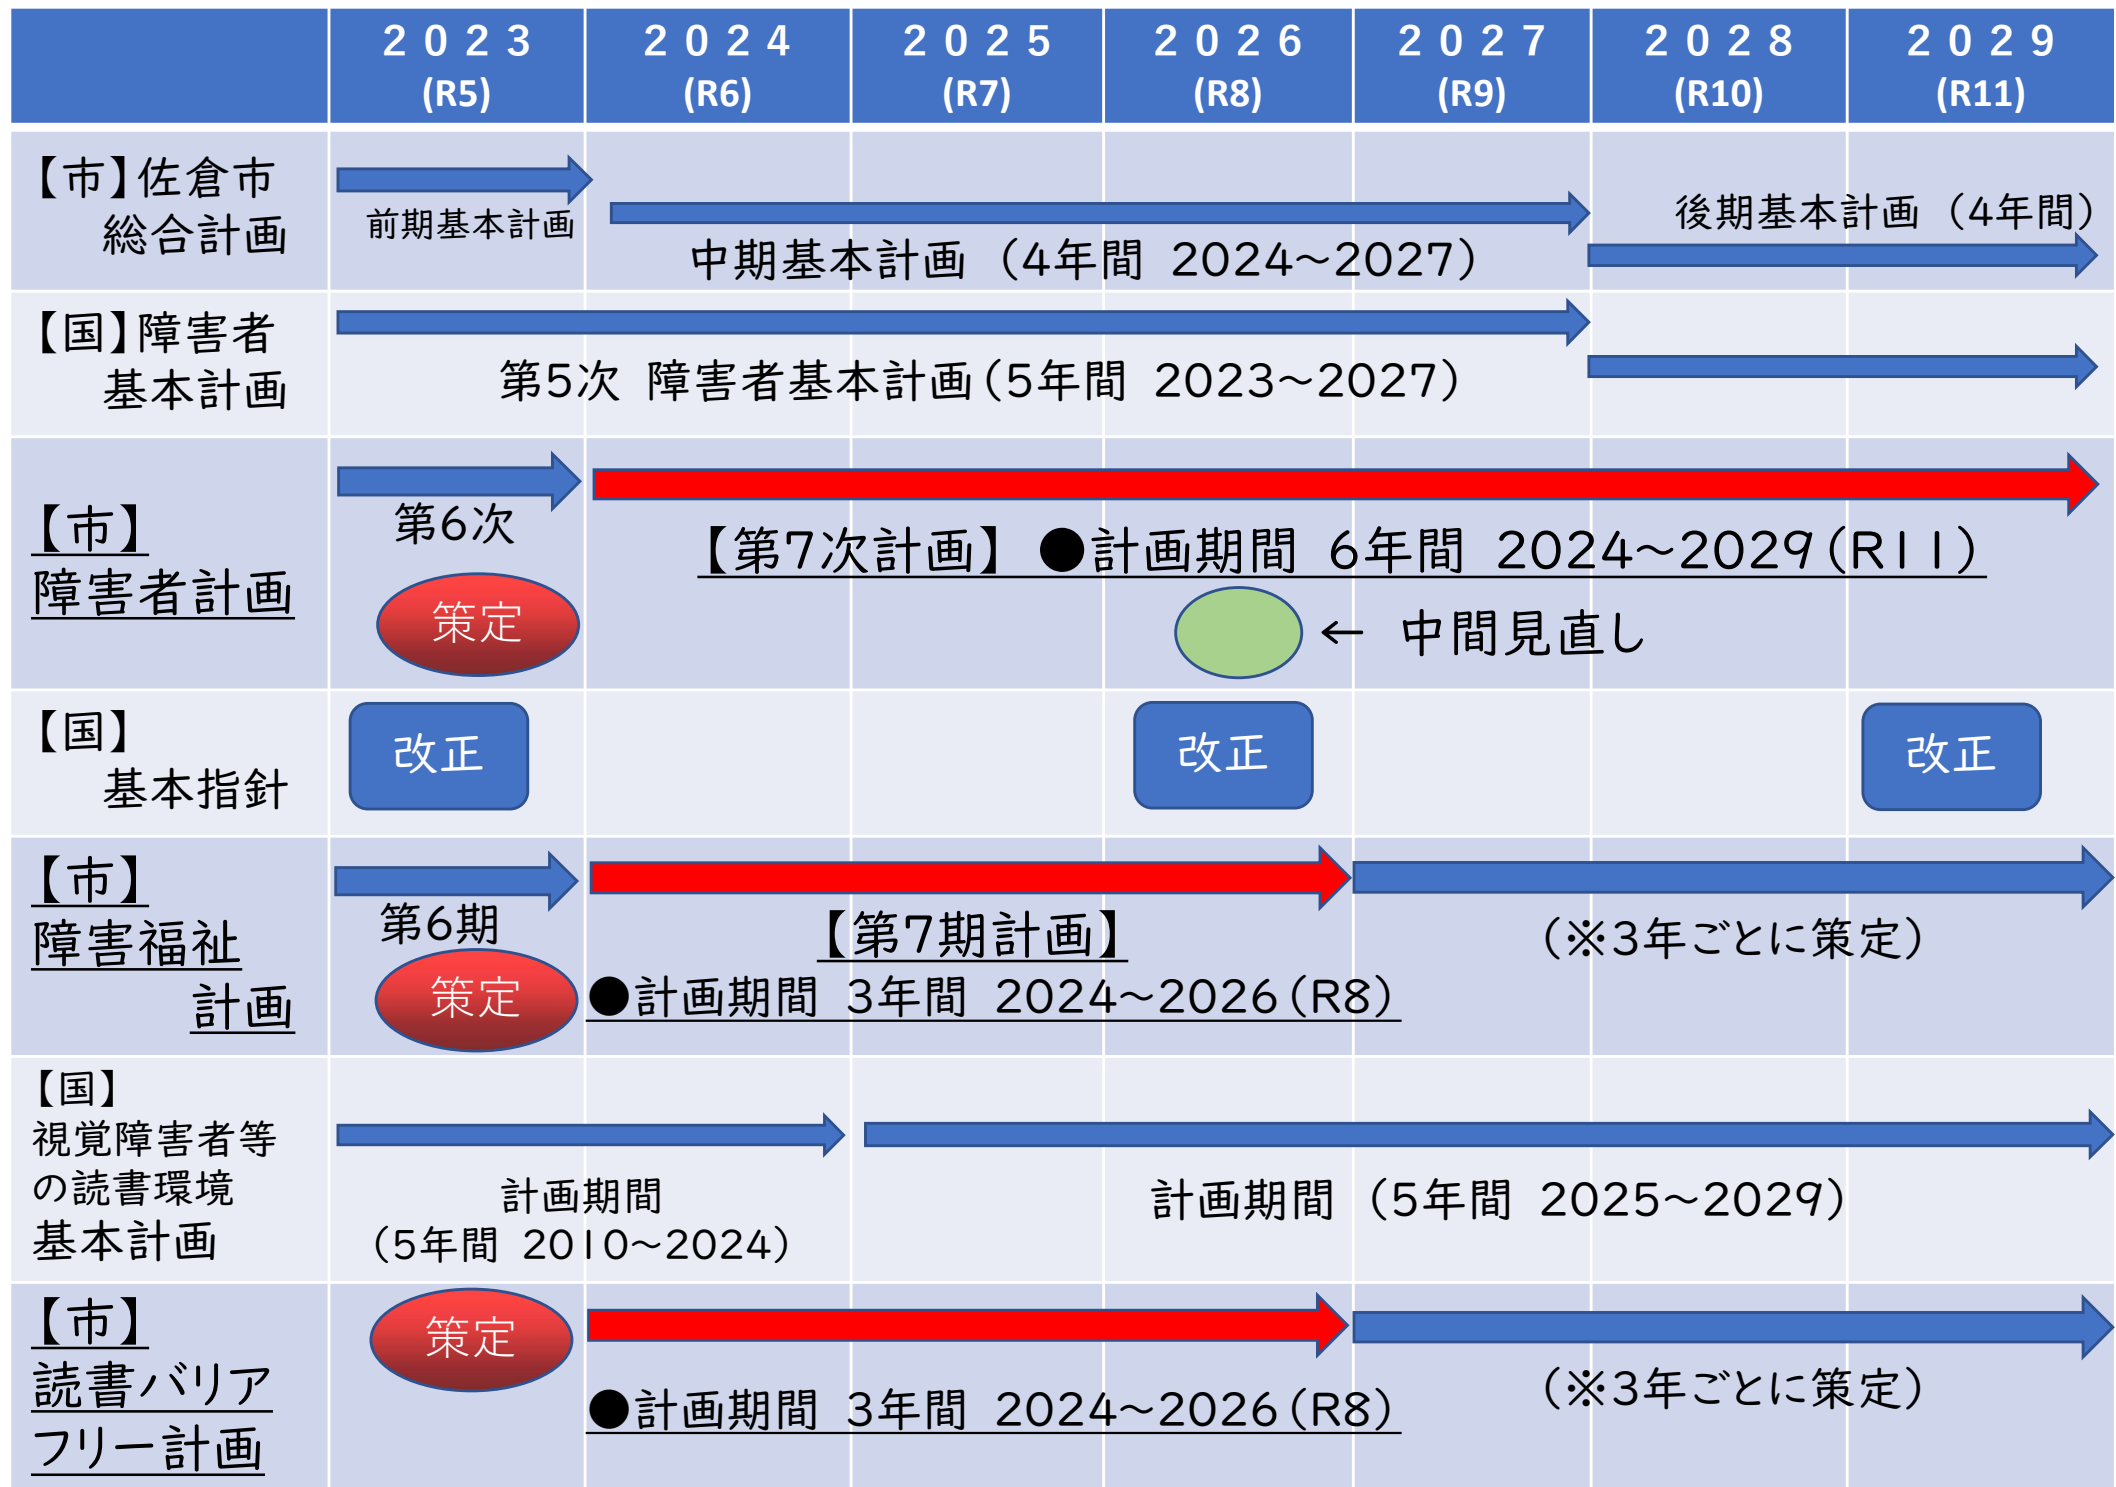 ２０２３ ２０２４ ２０２５ ２０２６ ２０２７ ２０２８ ２０２９
(R5) (R6) (R7) (R8) (R9) (R10) (R11)
【市】佐倉市
総合計画
前期基本計画
中期基本計画（4年間 2024～2027）
後期基本計画（4年間）
【国】障害者
基本計画
第5次 障害者基本計画（5年間 2023～2027）
【市】
障害者計画
第6次
策定
【第7次計画】●計画期間 6年間 2024～2029（R11）
← 中間見直し
【国】
基本指針
改正 改正 改正
【市】
障害福祉
計画
第6期
策定
【第7期計画】
●計画期間 3年間 2024～2026（R8）
（※3年ごとに策定）
【国】
視覚障害者等
の読書環境
基本計画
計画期間
（5年間 2010～2024）
計画期間（5年間 2025～2029）
【市】
読書バリア
フリー計画
策定
●計画期間 3年間 2024～2026（R8）
（※3年ごとに策定）